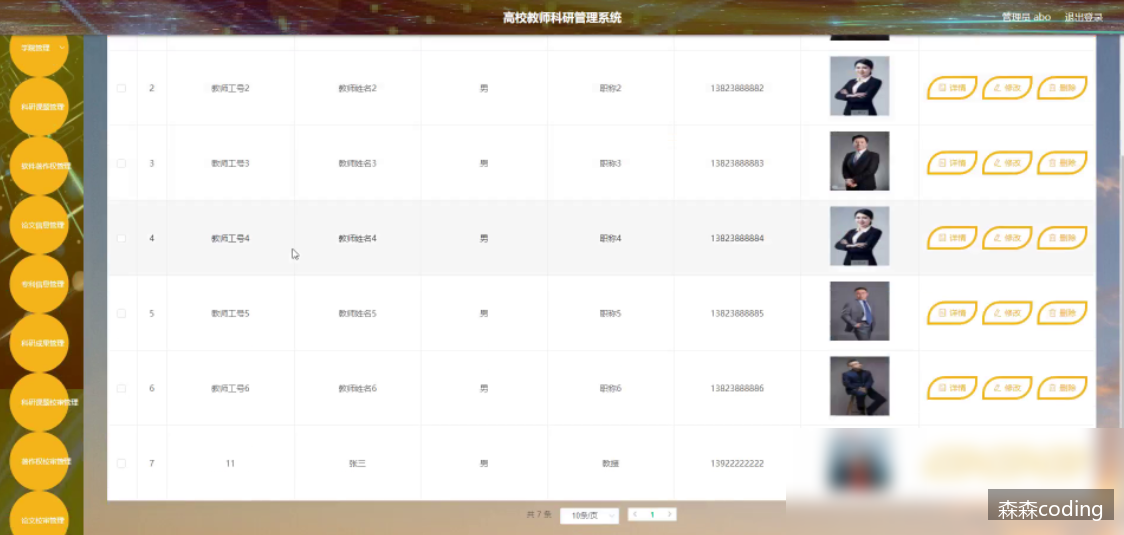 高校教师科研管理系统
管理员 abo 退出登录
学院管理
科研课题管理
软件著作权管理
论文信息管理
专利信息管理
科研成果管理
科研课题校审管理
著作权校审管理
论文校审管理
2 教师工号2 教师姓名2 男 职称2 13823888882 详情 修改 删除
3 教师工号3 教师姓名3 男 职称3 13823888883 详情 修改 删除
4 教师工号4 教师姓名4 男 职称4 13823888884 详情 修改 删除
5 教师工号5 教师姓名5 男 职称5 13823888885 详情 修改 删除
6 教师工号6 教师姓名6 男 职称6 13823888886 详情 修改 删除
7 11 张三 男 教授 13922222222
共 7 条 10条/页 1
森森coding